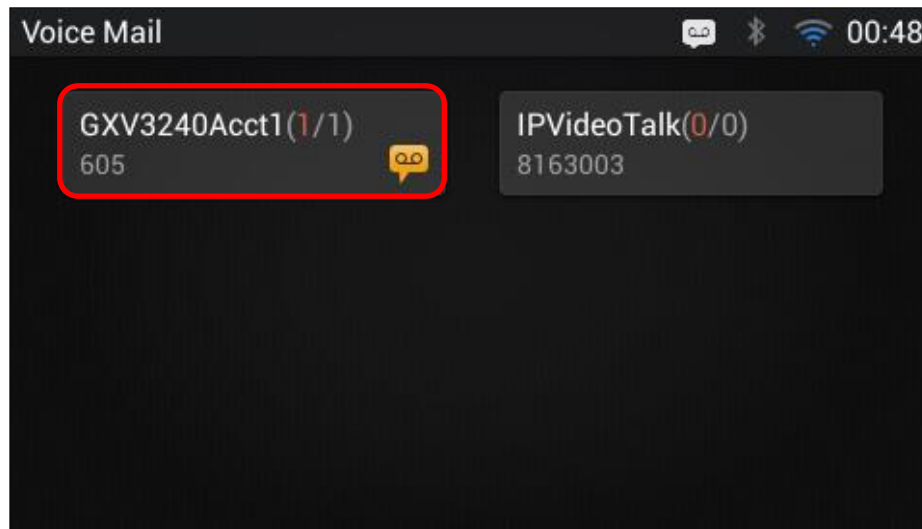 Voice Mail 00:48
GXV3240Acct1(1/1)
605
IPVideoTalk(0/0)
8163003